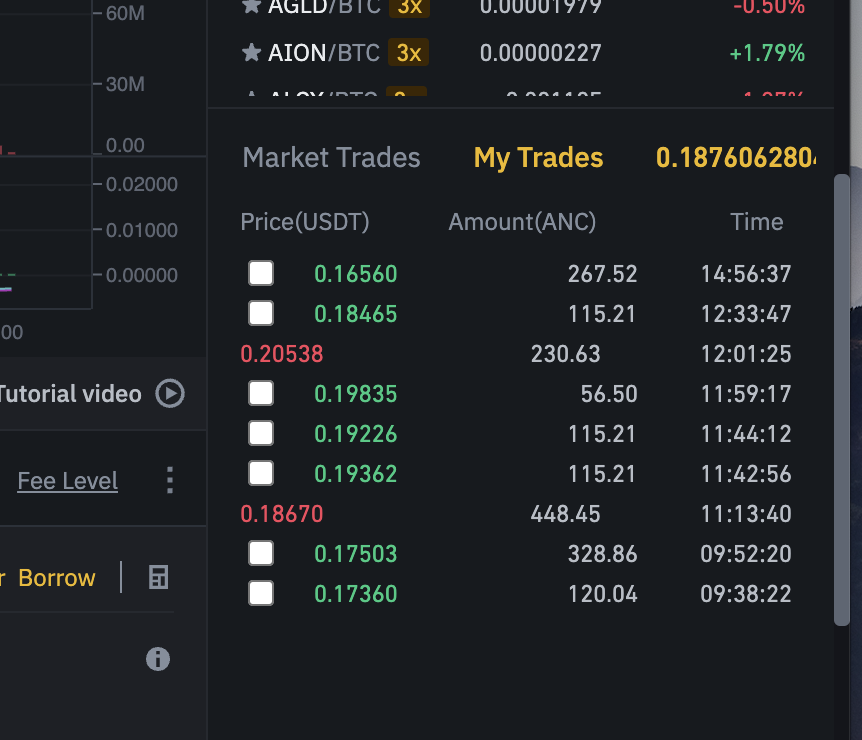 60M
30M
0.00
0.02000
0.01000
0.00000
00
Tutorial video
Fee Level
Borrow
AGLD/BTC 3x 0.00001979 -0.50%
AION/BTC 3x 0.00000227 +1.79%
Market Trades My Trades 0.1876062804
Price(USDT) Amount(ANC) Time
0.16560 267.52 14:56:37
0.18465 115.21 12:33:47
0.20538 230.63 12:01:25
0.19835 56.50 11:59:17
0.19226 115.21 11:44:12
0.19362 115.21 11:42:56
0.18670 448.45 11:13:40
0.17503 328.86 09:52:20
0.17360 120.04 09:38:22